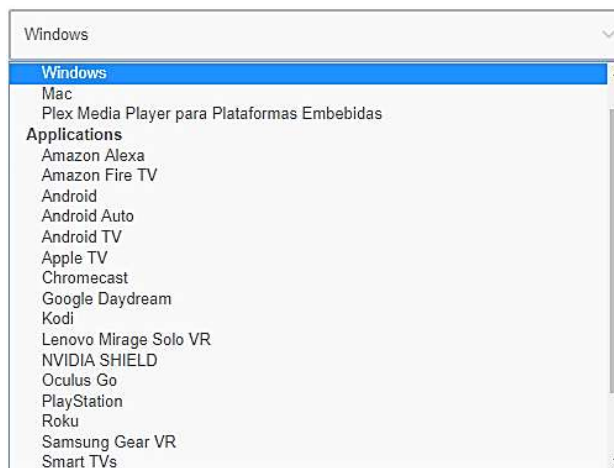 Windows
Windows
Mac
Plex Media Player para Plataformas Embebidas
Applications
Amazon Alexa
Amazon Fire TV
Android
Android Auto
Android TV
Apple TV
Chromecast
Google Daydream
Kodi
Lenovo Mirage Solo VR
NVIDIA SHIELD
Oculus Go
PlayStation
Roku
Samsung Gear VR
Smart TVs